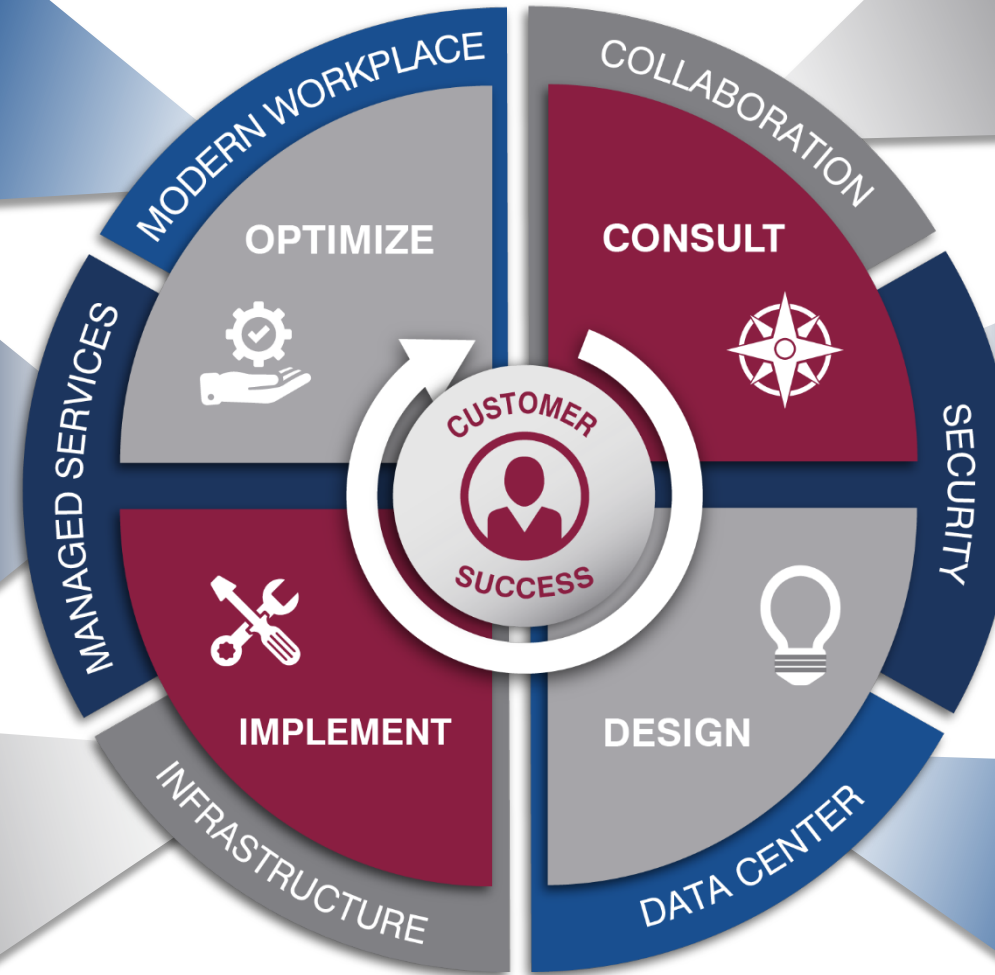 MODERN WORKPLACE
COLLABORATION
OPTIMIZE
CONSULT
MANAGED SERVICES
CUSTOMER
SUCCESS
SECURITY
IMPLEMENT
DESIGN
INFRASTRUCTURE
DATA CENTER